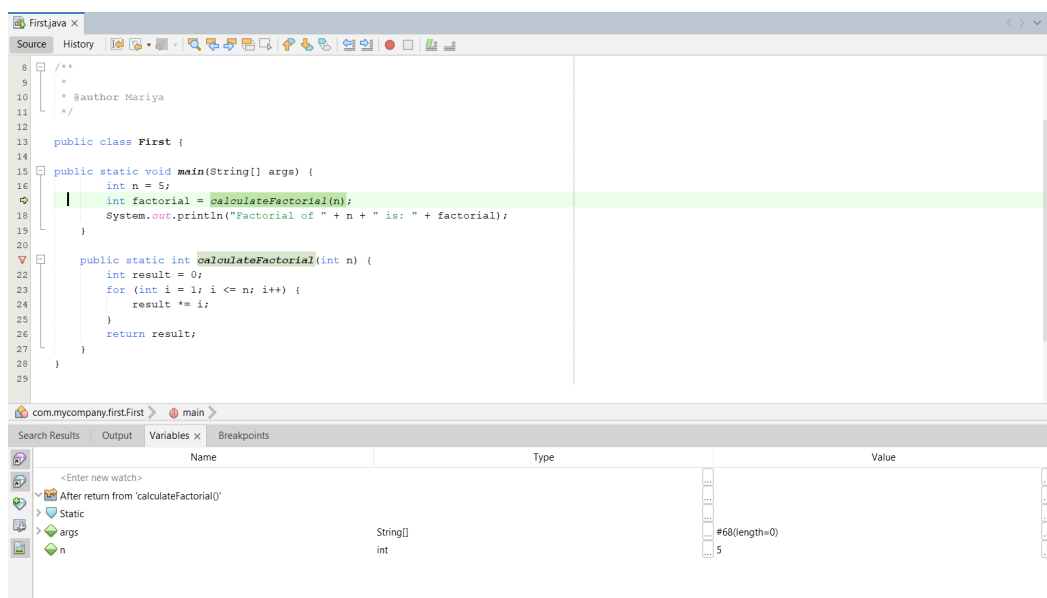 First.java ×
Source History
8 /**
9 *
10 * @author Mariya
11 */
12
13 public class First {
14
15 public static void main(String[] args) {
16 int n = 5;
int factorial = calculateFactorial(n);
18 System.out.println("Factorial of " + n + " is: " + factorial);
19 }
20
public static int calculateFactorial(int n) {
22 int result = 0;
23 for (int i = 1; i <= n; i++) {
24 result *= i;
25 }
26 return result;
27 }
28 }
29
com.mycompany.first.First main
Search Results Output Variables × Breakpoints
Name Type Value
<Enter new watch> ...
After return from 'calculateFactorial()' ...
Static ...
args String[] ... #68(length=0)
n int ... 5